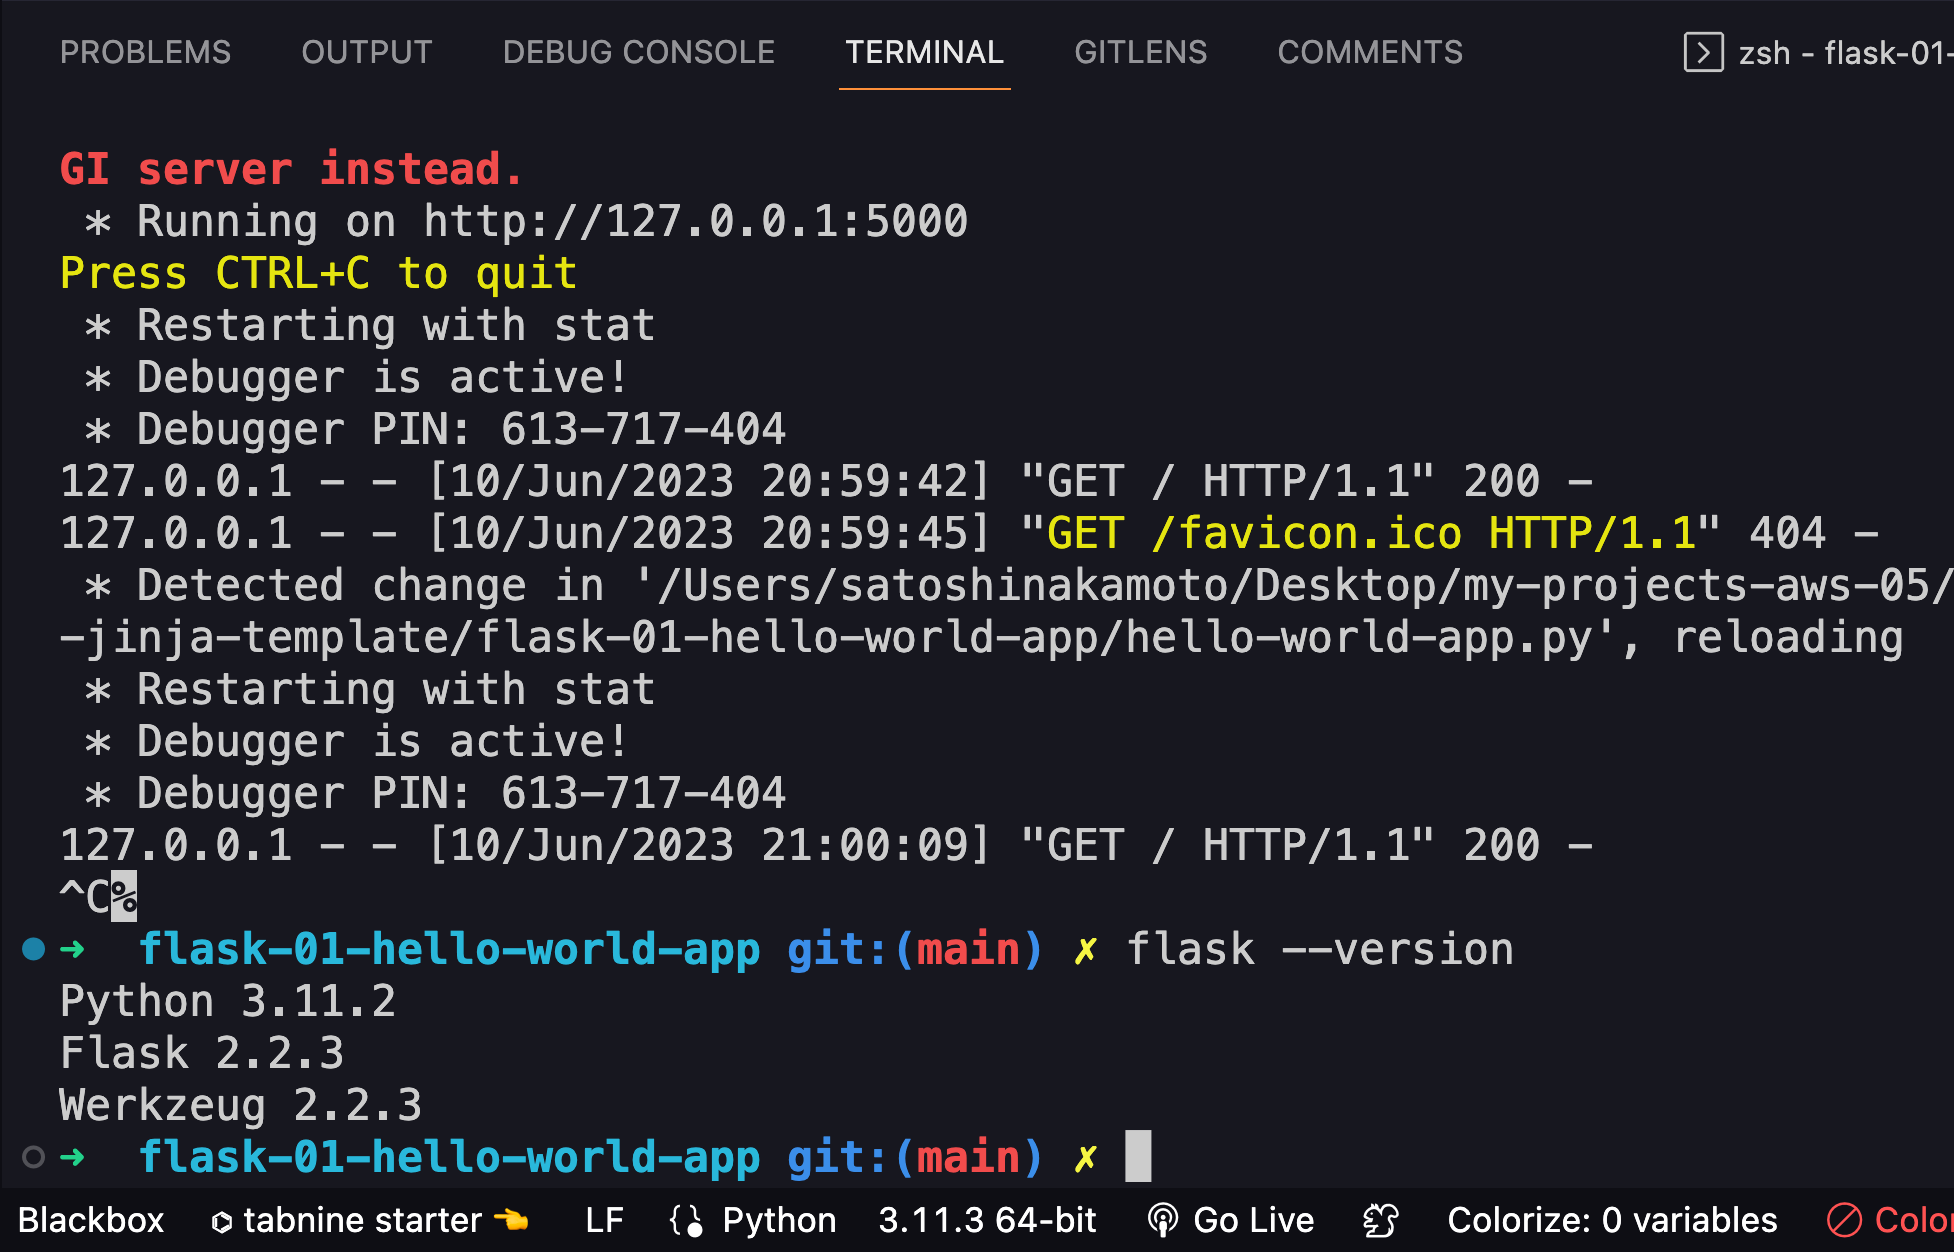 PROBLEMS OUTPUT DEBUG CONSOLE TERMINAL GITLENS COMMENTS zsh - flask-01-
GI server instead.
 * Running on http://127.0.0.1:5000
Press CTRL+C to quit
 * Restarting with stat
 * Debugger is active!
 * Debugger PIN: 613-717-404
127.0.0.1 - - [10/Jun/2023 20:59:42] "GET / HTTP/1.1" 200 -
127.0.0.1 - - [10/Jun/2023 20:59:45] "GET /favicon.ico HTTP/1.1" 404 -
 * Detected change in '/Users/satoshinakamoto/Desktop/my-projects-aws-05/
-jinja-template/flask-01-hello-world-app/hello-world-app.py', reloading
 * Restarting with stat
 * Debugger is active!
 * Debugger PIN: 613-717-404
127.0.0.1 - - [10/Jun/2023 21:00:09] "GET / HTTP/1.1" 200 -
^C%
➜ flask-01-hello-world-app git:(main) ✗ flask --version
Python 3.11.2
Flask 2.2.3
Werkzeug 2.2.3
➜ flask-01-hello-world-app git:(main) ✗
Blackbox tabnine starter 👈 LF Python 3.11.3 64-bit Go Live Colorize: 0 variables